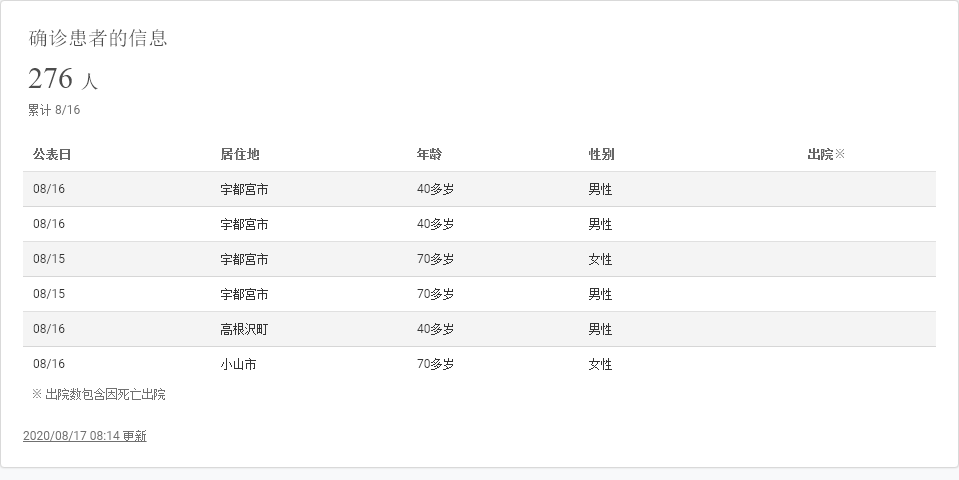 确诊患者的信息
276 人
累计 8/16
公表日 居住地 年龄 性别 出院※
08/16 宇都宮市 40多岁 男性
08/16 宇都宮市 40多岁 男性
08/15 宇都宮市 70多岁 女性
08/15 宇都宮市 70多岁 男性
08/16 高根沢町 40多岁 男性
08/16 小山市 70多岁 女性
※ 出院数包含因死亡出院
2020/08/17 08:14 更新